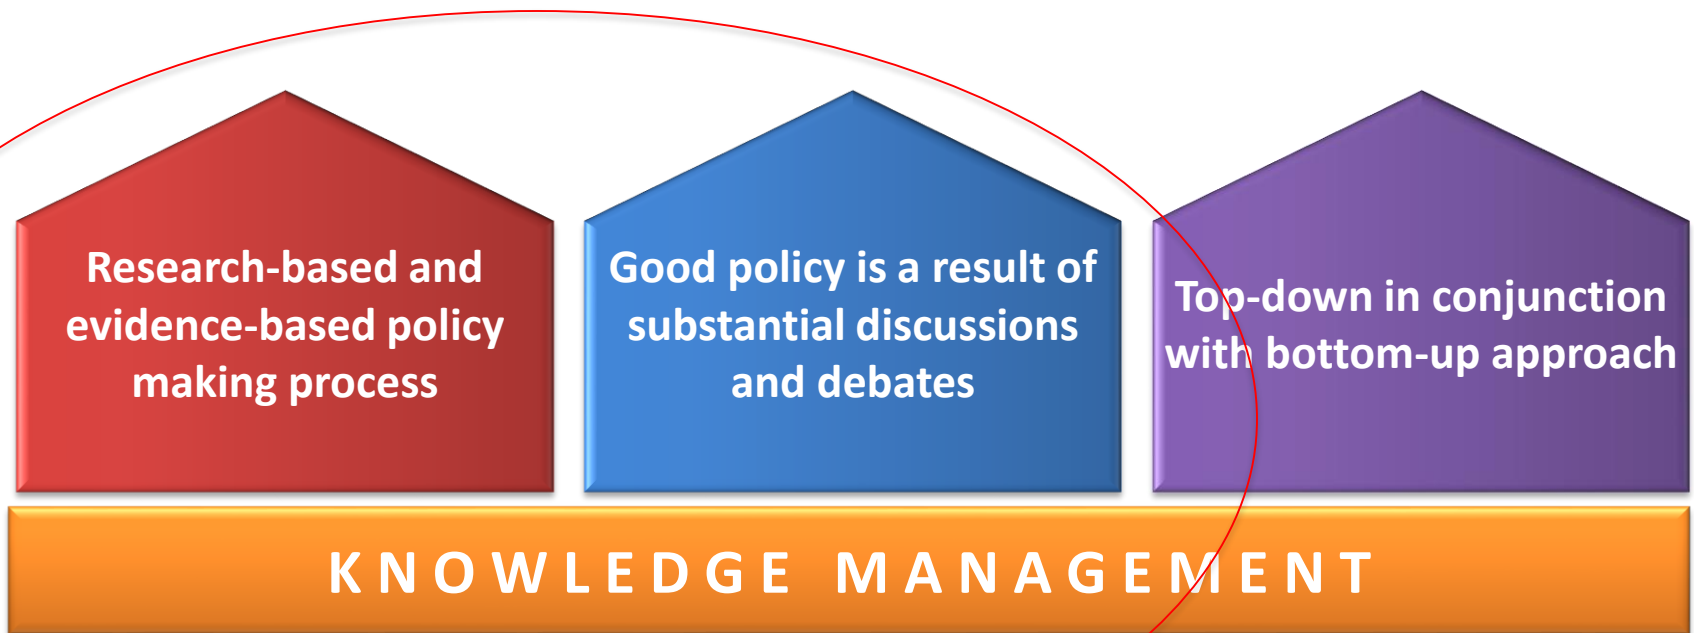 Research-based and
evidence-based policy
making process
Good policy is a result of
substantial discussions
and debates
Top-down in conjunction
with bottom-up approach
KNOWLEDGE MANAGEMENT